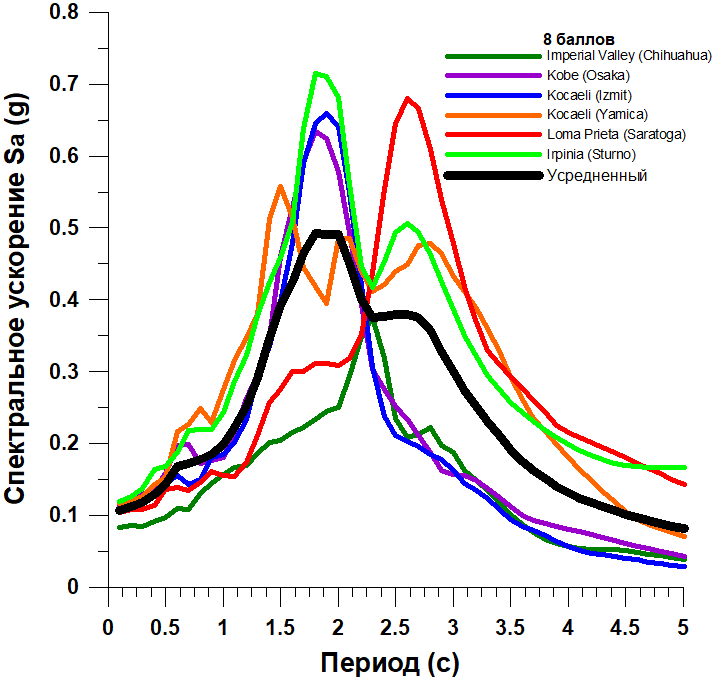 0.8
0.7
0.6
0.5
0.4
0.3
0.2
0.1
0
Спектральное ускорение Sa (g)
8 баллов
Imperial Valley (Chihuahua)
Kobe (Osaka)
Kocaeli (Izmit)
Kocaeli (Yamica)
Loma Prieta (Saratoga)
Irpinia (Sturno)
Усредненный
0 0.5 1 1.5 2 2.5 3 3.5 4 4.5 5
Период (с)